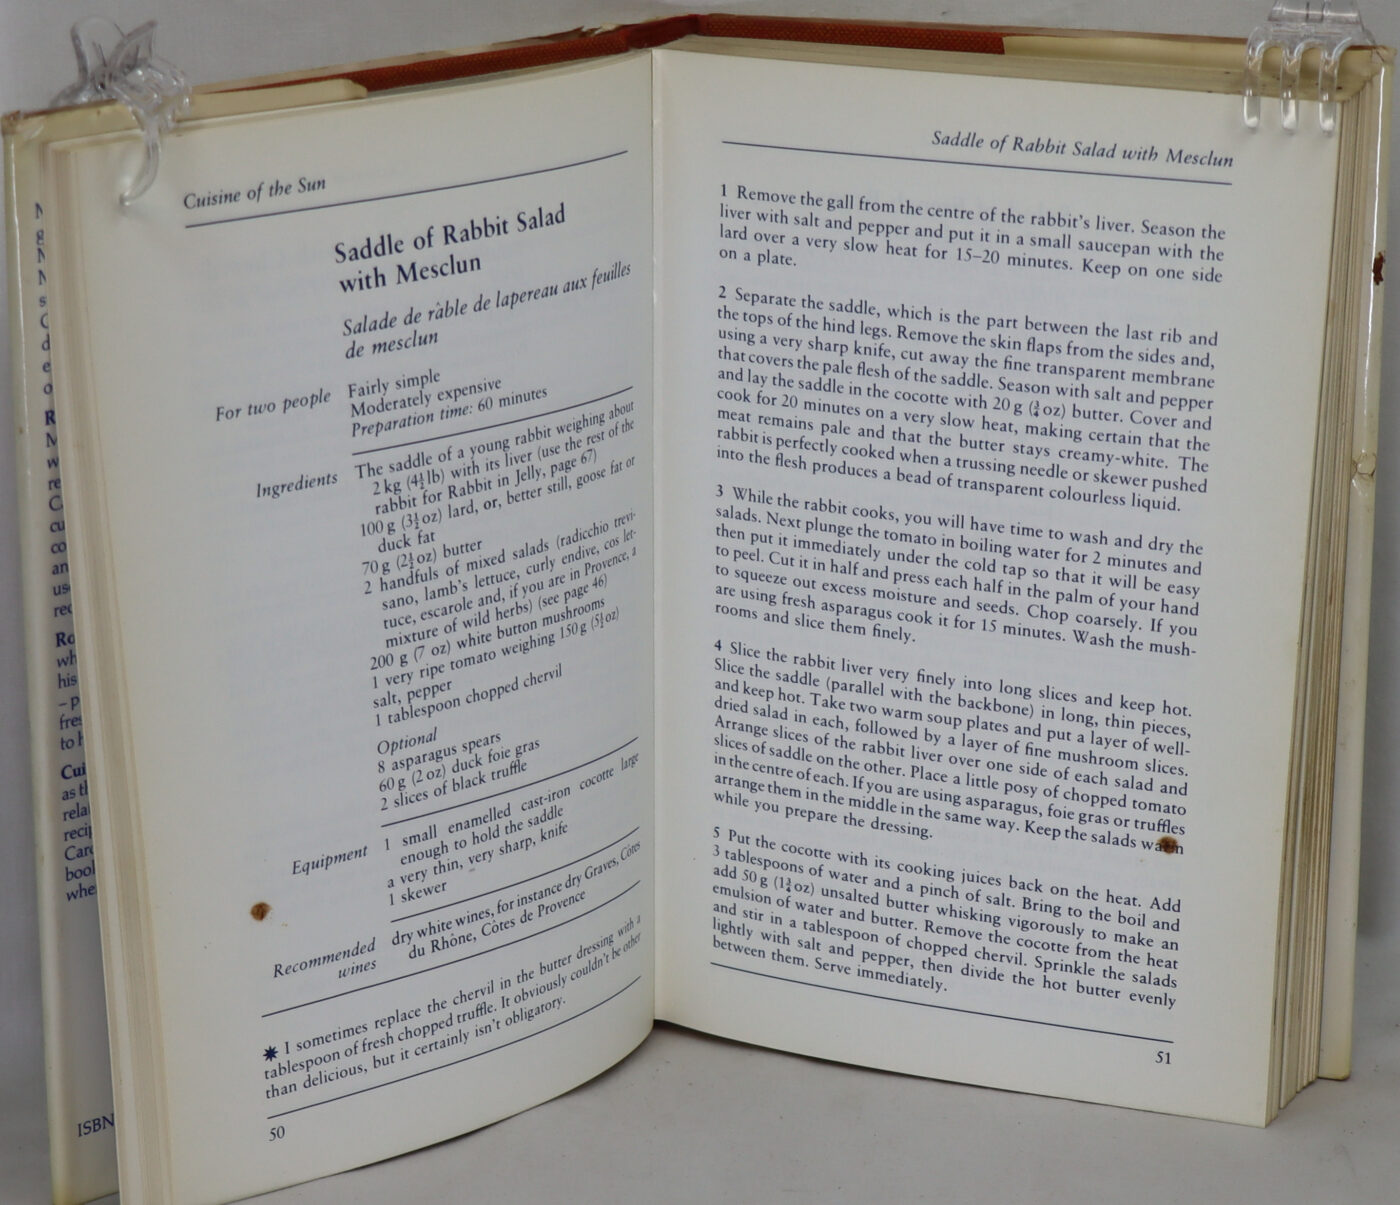 Cuisine of the Sun
Saddle of Rabbit Salad
with Mesclun
Salade de râble de lapereau aux feuilles
de mesclun
For two people
Fairly simple
Moderately expensive
Preparation time: 60 minutes
Ingredients
The saddle of a young rabbit weighing about
2 kg (4½ lb) with its liver (use the rest of the
rabbit for Rabbit in Jelly, page 67)
100 g (3½ oz) lard, or, better still, goose fat or
duck fat
70 g (2½ oz) butter
2 handfuls of mixed salads (radicchio trevi-
sano, lamb's lettuce, curly endive, cos let-
tuce, escarole and, if you are in Provence, a
mixture of wild herbs) (see page 46)
200 g (7 oz) white button mushrooms
1 very ripe tomato weighing 150 g (5½ oz)
salt, pepper
1 tablespoon chopped chervil
Optional
8 asparagus spears
60 g (2 oz) duck foie gras
2 slices of black truffle
Equipment
1 small enamelled cast-iron cocotte large
enough to hold the saddle
a very thin, very sharp, knife
1 skewer
Recommended
wines
dry white wines, for instance dry Graves, Côtes
du Rhône, Côtes de Provence
✷ I sometimes replace the chervil in the butter dressing with a
tablespoon of fresh chopped truffle. It obviously couldn't be other
than delicious, but it certainly isn't obligatory.
50
ISBN
Saddle of Rabbit Salad with Mesclun
1 Remove the gall from the centre of the rabbit's liver. Season the
liver with salt and pepper and put it in a small saucepan with the
lard over a very slow heat for 15–20 minutes. Keep on one side
on a plate.
2 Separate the saddle, which is the part between the last rib and
the tops of the hind legs. Remove the skin flaps from the sides and,
using a very sharp knife, cut away the fine transparent membrane
that covers the pale flesh of the saddle. Season with salt and pepper
and lay the saddle in the cocotte with 20 g (¾ oz) butter. Cover and
cook for 20 minutes on a very slow heat, making certain that the
meat remains pale and that the butter stays creamy-white. The
rabbit is perfectly cooked when a trussing needle or skewer pushed
into the flesh produces a bead of transparent colourless liquid.
3 While the rabbit cooks, you will have time to wash and dry the
salads. Next plunge the tomato in boiling water for 2 minutes and
then put it immediately under the cold tap so that it will be easy
to peel. Cut it in half and press each half in the palm of your hand
to squeeze out excess moisture and seeds. Chop coarsely. If you
are using fresh asparagus cook it for 15 minutes. Wash the mush-
rooms and slice them finely.
4 Slice the rabbit liver very finely into long slices and keep hot.
Slice the saddle (parallel with the backbone) in long, thin pieces,
and keep hot. Take two warm soup plates and put a layer of well-
dried salad in each, followed by a layer of fine mushroom slices.
Arrange slices of the rabbit liver over one side of each salad and
slices of saddle on the other. Place a little posy of chopped tomato
in the centre of each. If you are using asparagus, foie gras or truffles
arrange them in the middle in the same way. Keep the salads warm
while you prepare the dressing.
5 Put the cocotte with its cooking juices back on the heat. Add
3 tablespoons of water and a pinch of salt. Bring to the boil and
add 50 g (1¾ oz) unsalted butter whisking vigorously to make an
emulsion of water and butter. Remove the cocotte from the heat
and stir in a tablespoon of chopped chervil. Sprinkle the salads
lightly with salt and pepper, then divide the hot butter evenly
between them. Serve immediately.
51